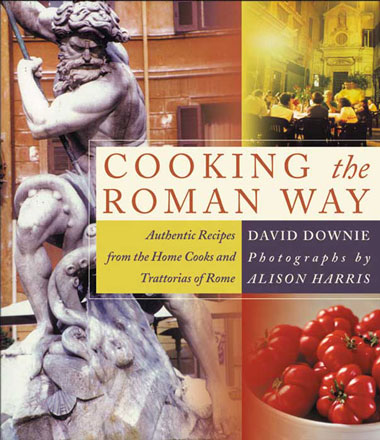 COOKING the
ROMAN WAY
Authentic Recipes
from the Home Cooks and
Trattorias of Rome
DAVID DOWNIE
Photographs by
ALISON HARRIS